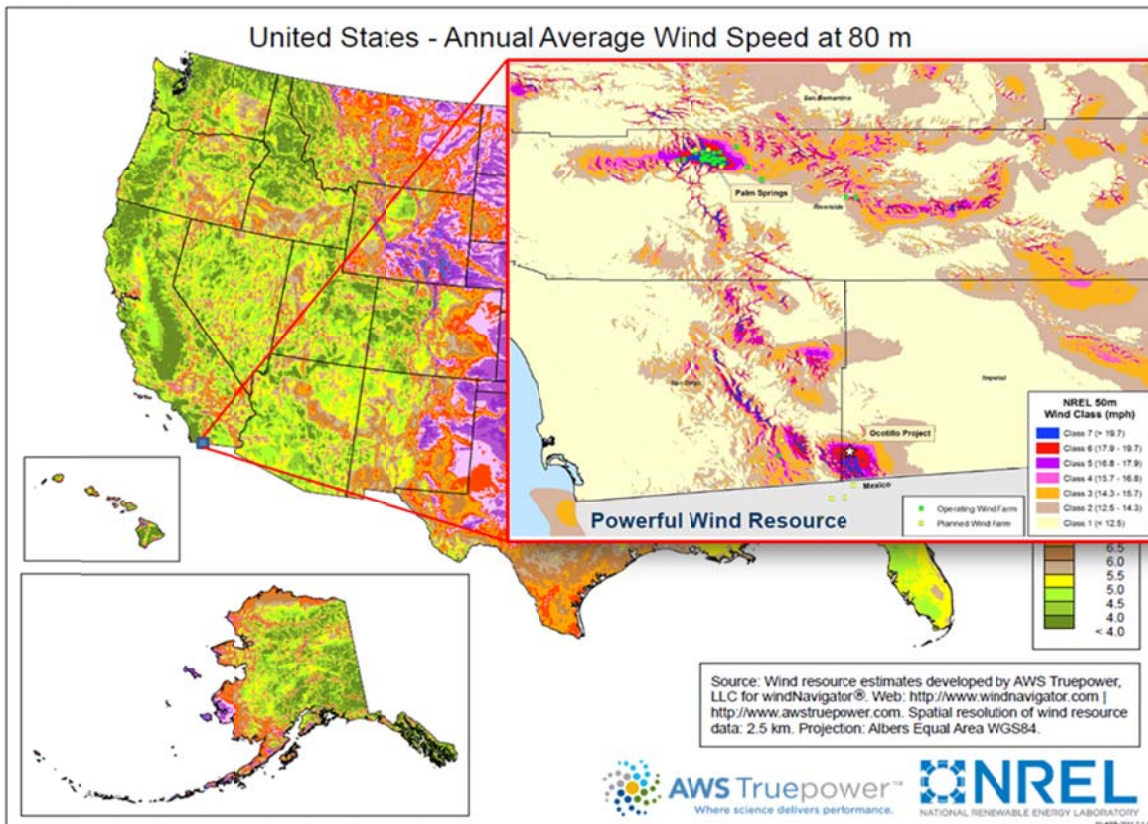 United States - Annual Average Wind Speed at 80 m
San Bernardino
Palm Springs
Riverside
San Diego
Imperial
Ocotillo Project
Mexico
Powerful Wind Resource
Operating Wind Farm
Planned Wind Farm
NREL 50m
Wind Class (mph)
Class 7 (> 19.7)
Class 6 (17.9 - 19.7)
Class 5 (16.8 - 17.9)
Class 4 (15.7 - 16.8)
Class 3 (14.3 - 15.7)
Class 2 (12.5 - 14.3)
Class 1 (< 12.5)
6.5
6.0
5.5
5.0
4.5
< 4.0
Source: Wind resource estimates developed by AWS Truepower,
LLC for windNavigator®. Web: http://www.windnavigator.com |
http://www.awstruepower.com. Spatial resolution of wind resource
data: 2.5 km. Projection: Albers Equal Area WGS84.
AWS Truepower™
Where science delivers performance.
NREL
NATIONAL RENEWABLE ENERGY LABORATORY